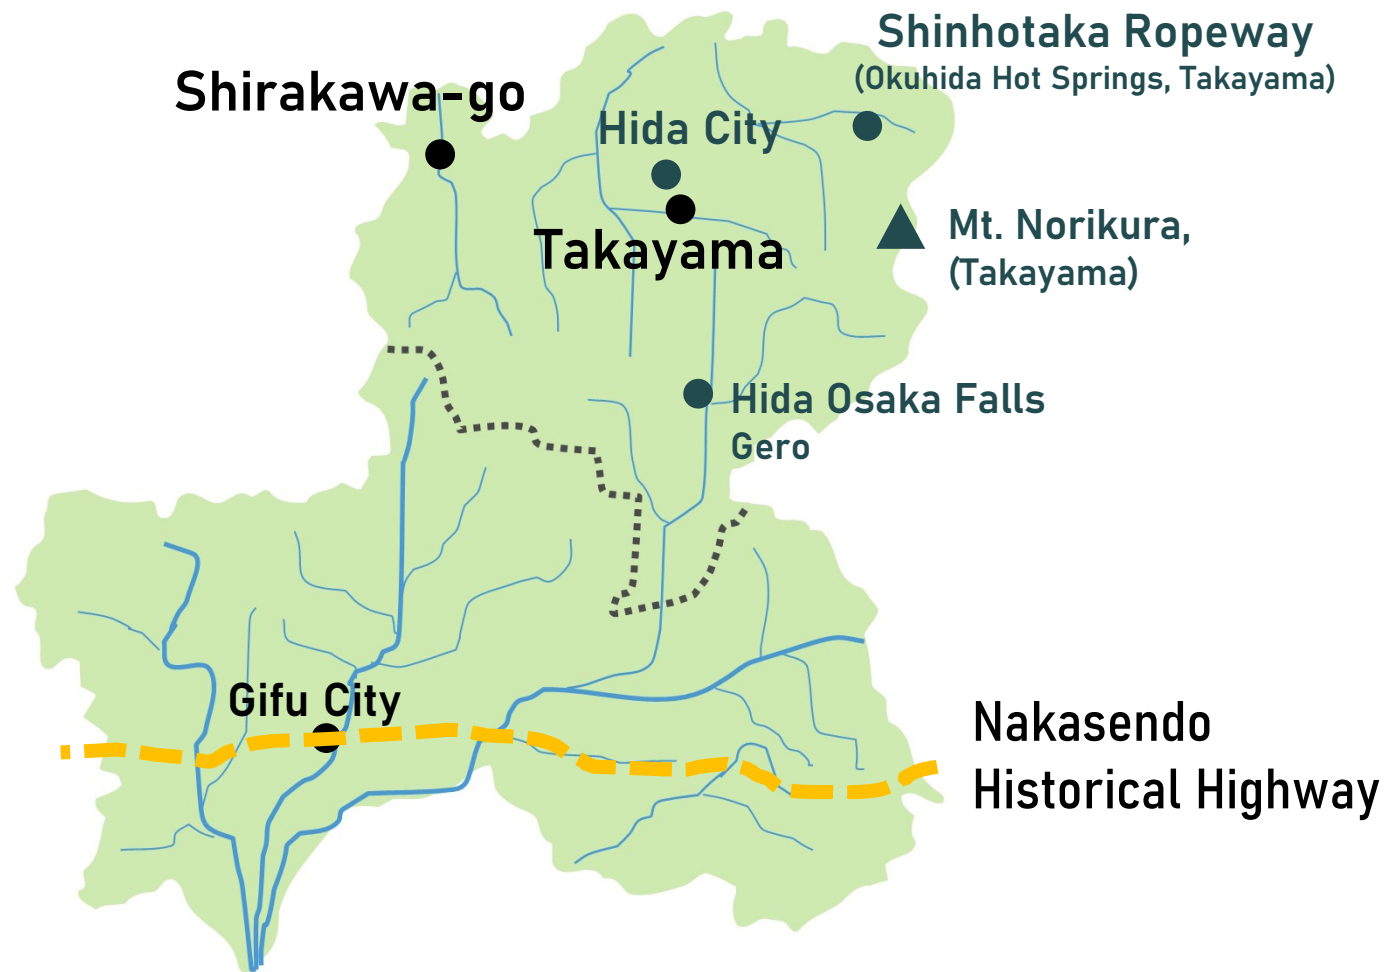 Shinhotaka Ropeway
(Okuhida Hot Springs, Takayama)
Shirakawa-go
Hida City
Takayama
Mt. Norikura,
(Takayama)
Hida Osaka Falls
Gero
Gifu City
Nakasendo
Historical Highway